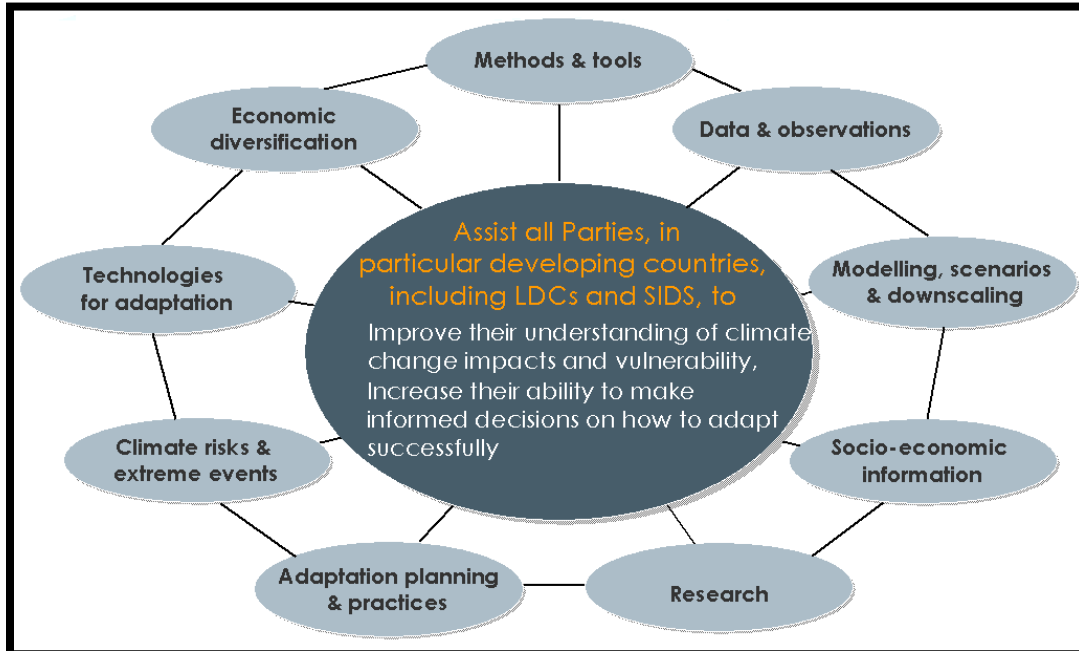 Methods & tools
Economic
diversification
Data & observations
Assist all Parties, in
particular developing countries,
including LDCs and SIDS, to
Improve their understanding of climate
change impacts and vulnerability,
Increase their ability to make
informed decisions on how to adapt
successfully
Technologies
for adaptation
Modelling, scenarios
& downscaling
Climate risks &
extreme events
Socio-economic
information
Adaptation planning
& practices
Research